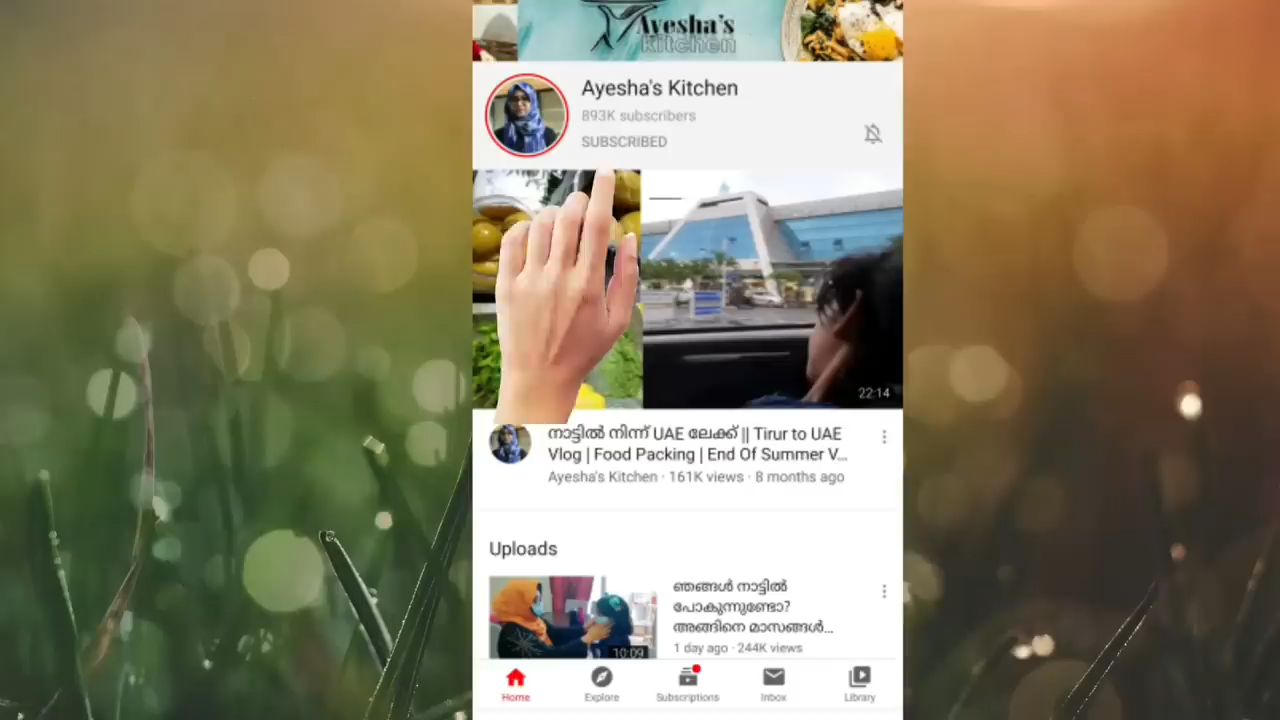 Ayesha's
kitchen
Ayesha's Kitchen
893K subscribers
SUBSCRIBED
22:14
നാട്ടിൽ നിന്ന് UAE ലേക്ക് || Tirur to UAE
Vlog | Food Packing | End Of Summer V...
Ayesha's Kitchen · 161K views · 8 months ago
Uploads
ഞങ്ങൾ നാട്ടിൽ
പോകുന്നുണ്ടോ?
അങ്ങിനെ മാസങ്ങൾ...
1 day ago · 244K views
10:09
Home
Explore
Subscriptions
Inbox
Library